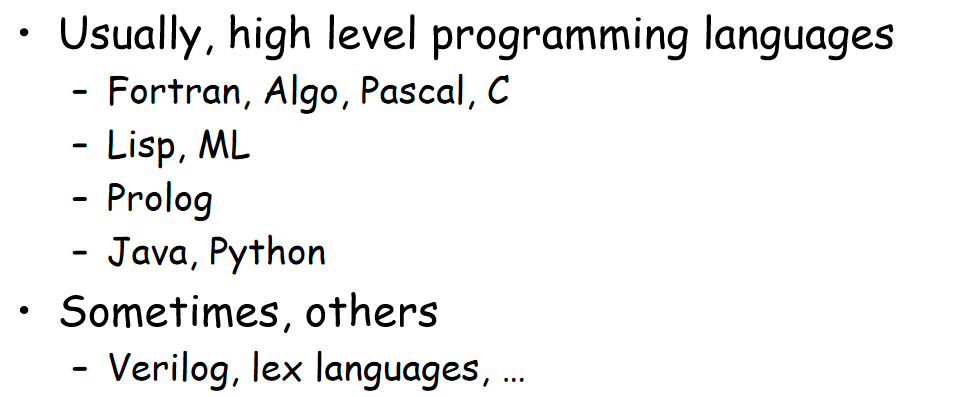 • Usually, high level programming languages
– Fortran, Algo, Pascal, C
– Lisp, ML
– Prolog
– Java, Python
• Sometimes, others
– Verilog, lex languages, …